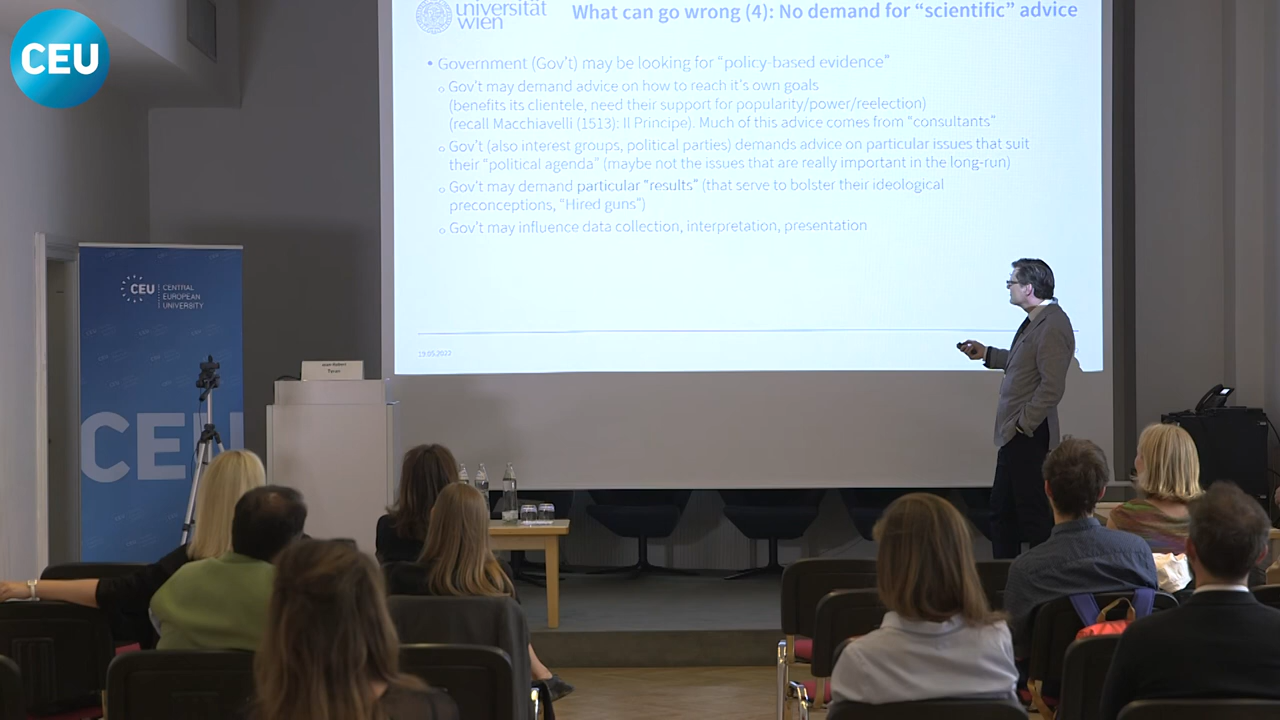 CEU
universität
wien
What can go wrong (4): No demand for “scientific” advice
• Government (Gov't) may be looking for “policy-based evidence”
o Gov't may demand advice on how to reach it's own goals
(benefits its clientele, need their support for popularity/power/reelection)
(recall Macchiavelli (1513): Il Principe). Much of this advice comes from “consultants”
o Gov't (also interest groups, political parties) demands advice on particular issues that suit
their “political agenda” (maybe not the issues that are really important in the long-run)
o Gov't may demand particular “results” (that serve to bolster their ideological
preconceptions, “Hired guns”)
o Gov't may influence data collection, interpretation, presentation
CEU
CENTRAL
EUROPEAN
UNIVERSITY
Jean-Robert
Tyran
CEU